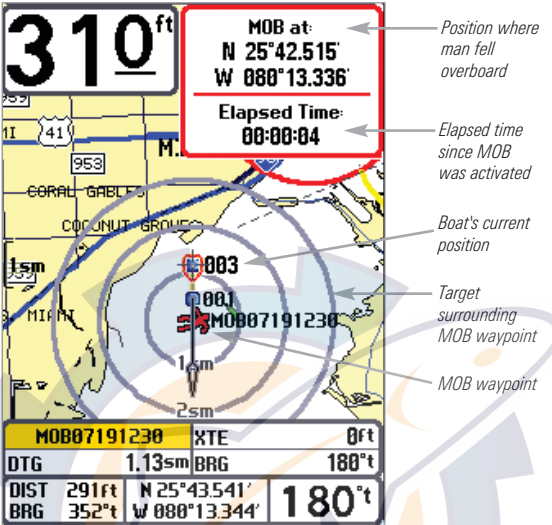 310ft
MOB at:
N 25°42.515'
W 080°13.336'
Elapsed Time:
00:00:04
Position where
man fell
overboard
Elapsed time
since MOB
was activated
Boat's current
position
Target
surrounding
MOB waypoint
MOB waypoint
41
953
M
CORAL GABLES
COCONUT GROVE
1sm
003
001
MIAMI
MOB07191230
1sm
2sm
MOB07191230 XTE 0ft
DTG 1.13sm BRG 180°t
DIST 291ft N 25°43.541' 180°t
BRG 352°t W 080°13.344'